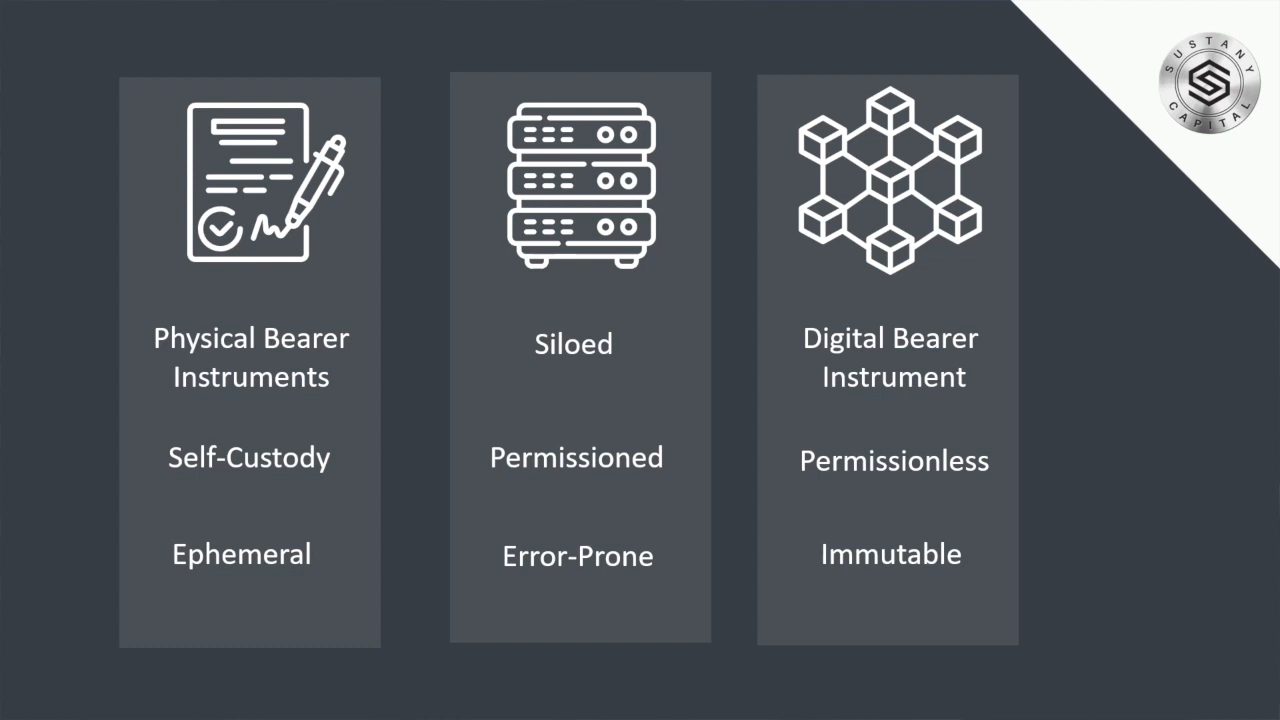 SUSTANY
CAPITAL
Physical Bearer
Instruments
Self-Custody
Ephemeral
Siloed
Permissioned
Error-Prone
Digital Bearer
Instrument
Permissionless
Immutable